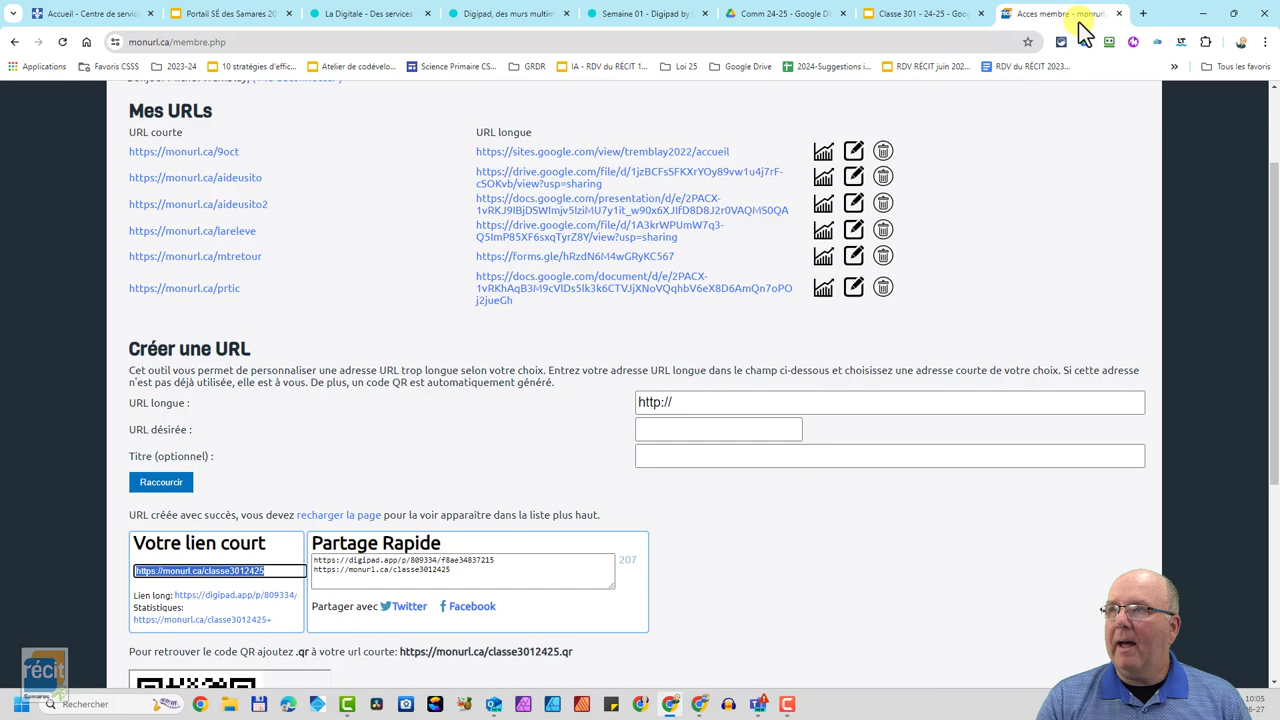 Accueil - Centre de se
Portail SÉ des Samares 20
La Digitale - Des services
Digipad, des murs multim
Semaine 01 - Digipad by L
Comm 24-25 - Google D
Classe 301 - 24-25 - Goog
Acces membre - monurl.
monurl.ca/membre.php
Applications
Favoris CSSS
2023-24
10 stratégies d'effic...
Atelier de codévelo...
Science Primaire CS...
GRDR
IA - RDV du RÉCIT 1...
Loi 25
Google Drive
2024-Suggestions i...
RDV RÉCIT juin 202...
RDV du RÉCIT 2023...
Tous les favoris
Mes URLs
URL courte URL longue
https://monurl.ca/9oct https://sites.google.com/view/tremblay2022/accueil
https://monurl.ca/aideusito https://drive.google.com/file/d/1jzBCFsSFKXrYOy89vw1u4j7rF-
cSOKvb/view?usp=sharing
https://monurl.ca/aideusito2 https://docs.google.com/presentation/d/e/2PACX-
1vRKJ9IBjDSWImjv5IziMU7y1it_w90x6XJIfD8D8J2r0VAQMS0QA
https://monurl.ca/lareleve https://drive.google.com/file/d/1A3krWPUmW7q3-
Q5ImP85XF6sxqTyrZ8Y/view?usp=sharing
https://monurl.ca/mtretour https://forms.gle/hRzdN6M4wGRyKC567
https://monurl.ca/prtic https://docs.google.com/document/d/e/2PACX-
1vRKhAqB3M9cVlDs5lk3k6CTVJjXNoVQqhbV6eX8D6AmQn7oPO
j2jueGh
Créer une URL
Cet outil vous permet de personnaliser une adresse URL trop longue selon votre choix. Entrez votre adresse URL longue dans le champ ci-dessous et choisissez une adresse courte de votre choix. Si cette adresse
n'est pas déjà utilisée, elle est à vous. De plus, un code QR est automatiquement généré.
URL longue : http://
URL désirée :
Titre (optionnel) :
Raccourcir
URL créée avec succès, vous devez recharger la page pour la voir apparaître dans la liste plus haut.
Votre lien court
https://monurl.ca/classe3012425
Lien long: https://digipad.app/p/809334/
Statistiques:
https://monurl.ca/classe3012425+
Partage Rapide
https://digipad.app/p/809334/f8ae34837215
https://monurl.ca/classe3012425
207
Partager avec Twitter Facebook
Pour retrouver le code QR ajoutez .qr à votre url courte: https://monurl.ca/classe3012425.qr
récit
Samares
Rechercher
10:05